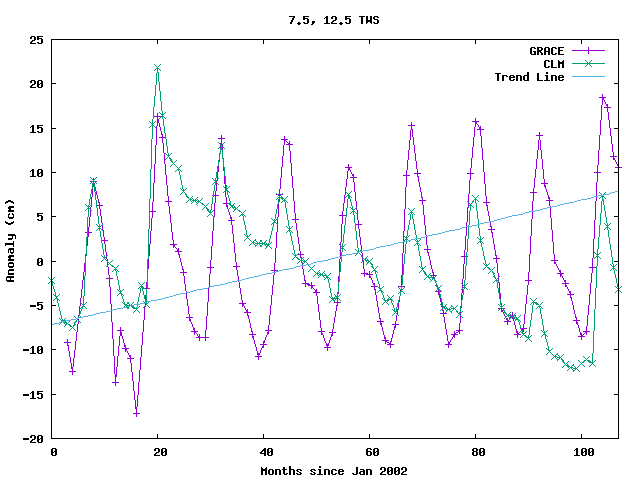 7.5, 12.5 TWS
GRACE
CLM
Trend Line
25
20
15
10
5
0
-5
-10
-15
-20
Anomaly (cm)
0 20 40 60 80 100
Months since Jan 2002